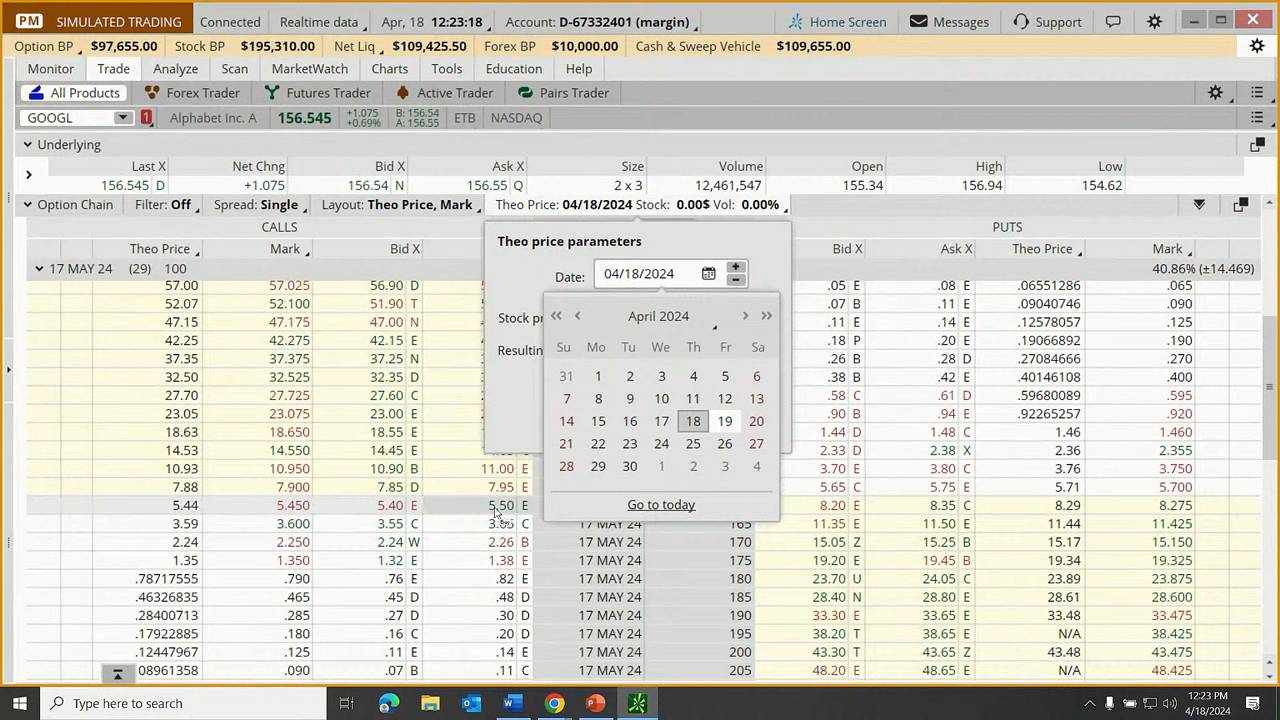 PM SIMULATED TRADING Connected Realtime data Apr, 18 12:23:18 Account: D-67332401 (margin) Home Screen Messages Support
Option BP $97,655.00 Stock BP $195,310.00 Net Liq $109,425.50 Forex BP $10,000.00 Cash & Sweep Vehicle $109,655.00
Monitor Trade Analyze Scan MarketWatch Charts Tools Education Help
All Products Forex Trader Futures Trader Active Trader Pairs Trader
GOOGL 1 Alphabet Inc. A 156.545 +1.075 +0.69% B: 156.54 A: 156.55 ETB NASDAQ
Underlying
Last X Net Chng Bid X Ask X Size Volume Open High Low
156.545 D +1.075 156.54 N 156.55 Q 2 x 3 12,461,547 155.34 156.94 154.62
Option Chain Filter: Off Spread: Single Layout: Theo Price, Mark Theo Price: 04/18/2024 Stock: 0.00$ Vol: 0.00%
CALLS PUTS
Theo Price Mark Bid X Bid X Ask X Theo Price Mark
17 MAY 24 (29) 100 40.86% (±14.469)
Theo price parameters
Date: 04/18/2024
Stock pr
Resulting
April 2024
Su Mo Tu We Th Fr Sa
31 1 2 3 4 5 6
7 8 9 10 11 12 13
14 15 16 17 18 19 20
21 22 23 24 25 26 27
28 29 30 1 2 3 4
Go to today
57.00 57.025 56.90 D .05 E .08 E .06551286 .065
52.07 52.100 51.90 T .07 B .11 E .09040746 .090
47.15 47.175 47.00 N .11 E .14 E .12578057 .125
42.25 42.275 42.15 E .18 P .20 E .19066892 .190
37.35 37.375 37.25 N .26 B .28 D .27084666 .270
32.50 32.525 32.35 D .38 B .42 E .40146108 .400
27.70 27.725 27.60 C .58 C .61 D .59680089 .595
23.05 23.075 23.00 E .90 B .94 E .92265257 .920
18.63 18.650 18.55 E 1.44 D 1.48 C 1.46 1.460
14.53 14.550 14.45 E 2.33 D 2.38 X 2.36 2.355
10.93 10.950 10.90 B 11.00 E 3.70 E 3.80 C 3.76 3.750
7.88 7.900 7.85 D 7.95 E 5.65 C 5.75 E 5.71 5.700
5.44 5.450 5.40 E 5.50 E 8.20 E 8.35 C 8.29 8.275
3.59 3.600 3.55 C C 17 MAY 24 165 11.35 E 11.50 E 11.44 11.425
2.24 2.250 2.24 W 2.26 B 17 MAY 24 170 15.05 Z 15.25 B 15.17 15.150
1.35 1.350 1.32 E 1.38 E 17 MAY 24 175 19.20 E 19.45 B 19.34 19.325
.78717555 .790 .76 E .82 E 17 MAY 24 180 23.70 U 24.05 C 23.89 23.875
.46326835 .465 .45 D .48 D 17 MAY 24 185 28.40 N 28.80 E 28.61 28.600
.28400713 .285 .27 D .30 D 17 MAY 24 190 33.30 E 33.65 E 33.48 33.475
.17922885 .180 .16 C .20 D 17 MAY 24 195 38.20 T 38.65 E N/A 38.425
.12447967 .125 .11 E .14 E 17 MAY 24 200 43.30 T 43.65 Z 43.48 43.475
08961358 .090 .07 B .11 C 17 MAY 24 205 48.20 E 48.65 E N/A 48.425
Type here to search 12:23 PM
4/18/2024